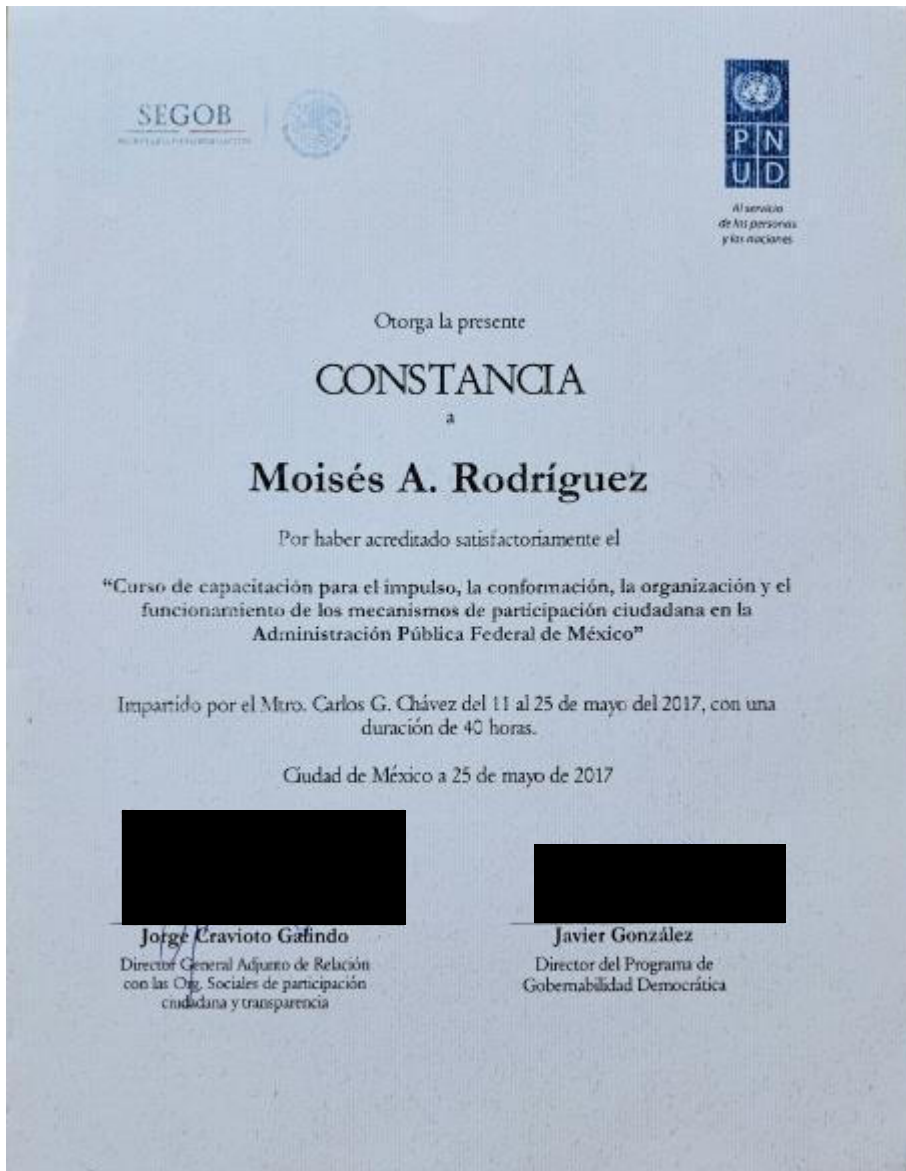 SEGOB
PNUD
Al servicio
de las personas
y las naciones
Otorga la presente
CONSTANCIA
a
Moisés A. Rodríguez
Por haber acreditado satisfactoriamente el
“Curso de capacitación para el impulso, la conformación, la organización y el
funcionamiento de los mecanismos de participación ciudadana en la
Administración Pública Federal de México”
Impartido por el Mtro. Carlos G. Chávez del 11 al 25 de mayo del 2017, con una
duración de 40 horas.
Ciudad de México a 25 de mayo de 2017
Jorge Cravioto Galindo
Director General Adjunto de Relación
con las Org. Sociales de participación
ciudadana y transparencia
Javier González
Director del Programa de
Gobernabilidad Democrática